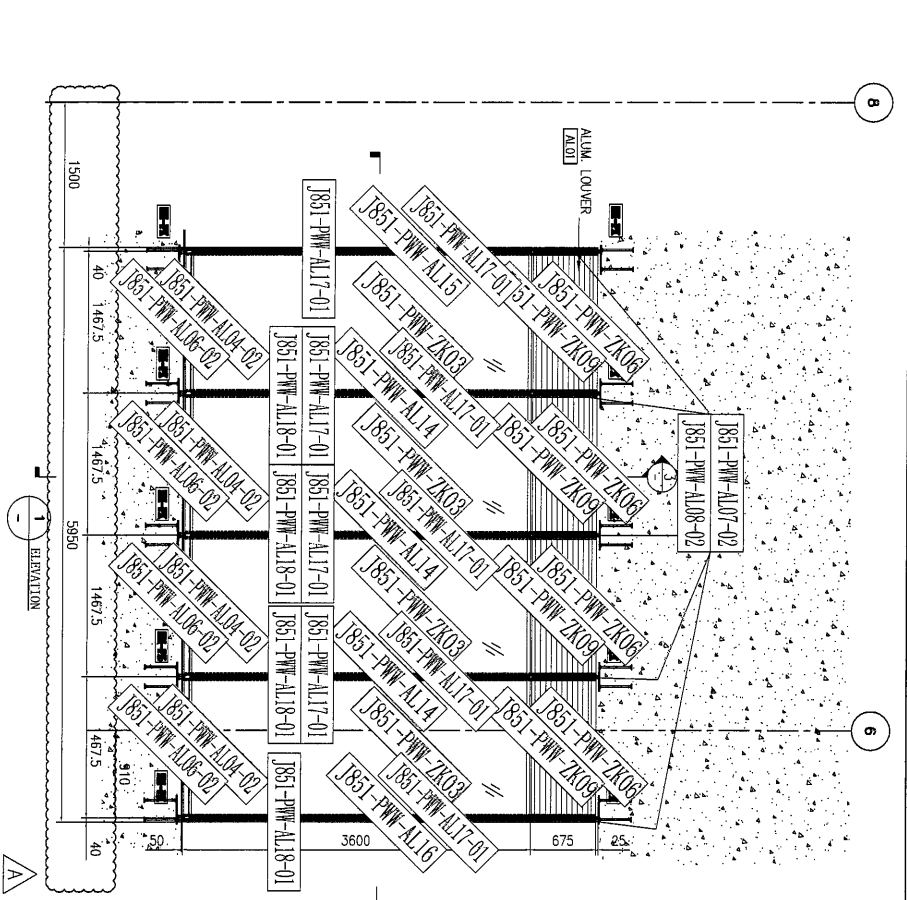 8
6
ALUM. LOUVER
AL01
J851-PWW-AL07-02
J851-PWW-AL08-02
J851-PWW-ZK06
J851-PWW-ZK06
J851-PWW-ZK09
J851-PWW-ZK06
J851-PWW-ZK09
J851-PWW-ZK06
J851-PWW-ZK09
J851-PWW-AL17-01
J851-PWW-AL15
J851-PWW-ZK03
J851-PWW-AL17-01
J851-PWW-AL14
J851-PWW-ZK03
J851-PWW-AL17-01
J851-PWW-AL14
J851-PWW-ZK03
J851-PWW-AL17-01
J851-PWW-AL14
J851-PWW-ZK03
J851-PWW-AL17-01
J851-PWW-AL16
J851-PWW-AL17-01
J851-PWW-AL17-01
J851-PWW-AL18-01
J851-PWW-AL17-01
J851-PWW-AL18-01
J851-PWW-AL17-01
J851-PWW-AL18-01
J851-PWW-AL18-01
J851-PWW-AL04-02
J851-PWW-AL06-02
J851-PWW-AL04-02
J851-PWW-AL06-02
J851-PWW-AL04-02
J851-PWW-AL06-02
J851-PWW-AL04-02
J851-PWW-AL06-02
50
3600
675
25
40
1467.5
1467.5
1467.5
467.5
910
40
1500
5950
1
-
ELEVATION
A